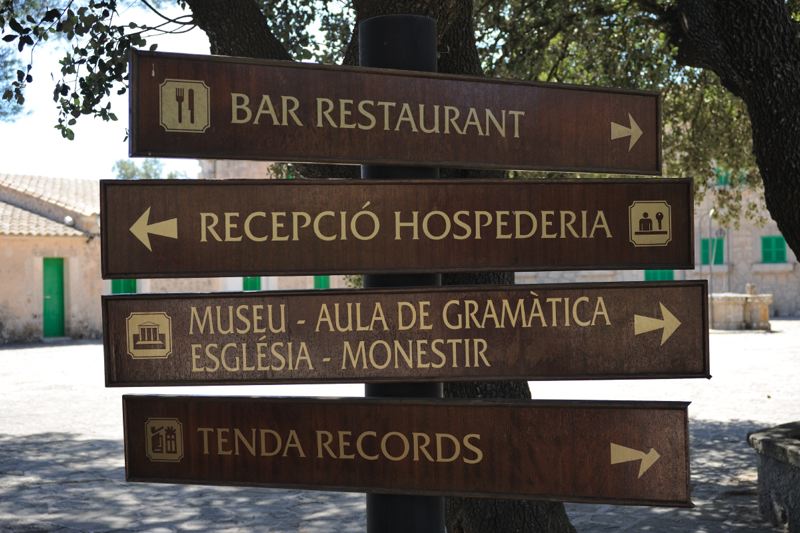 BAR RESTAURANT
RECEPCIÓ HOSPEDERIA
MUSEU - AULA DE GRAMÀTICA
ESGLÉSIA - MONESTIR
TENDA RECORDS